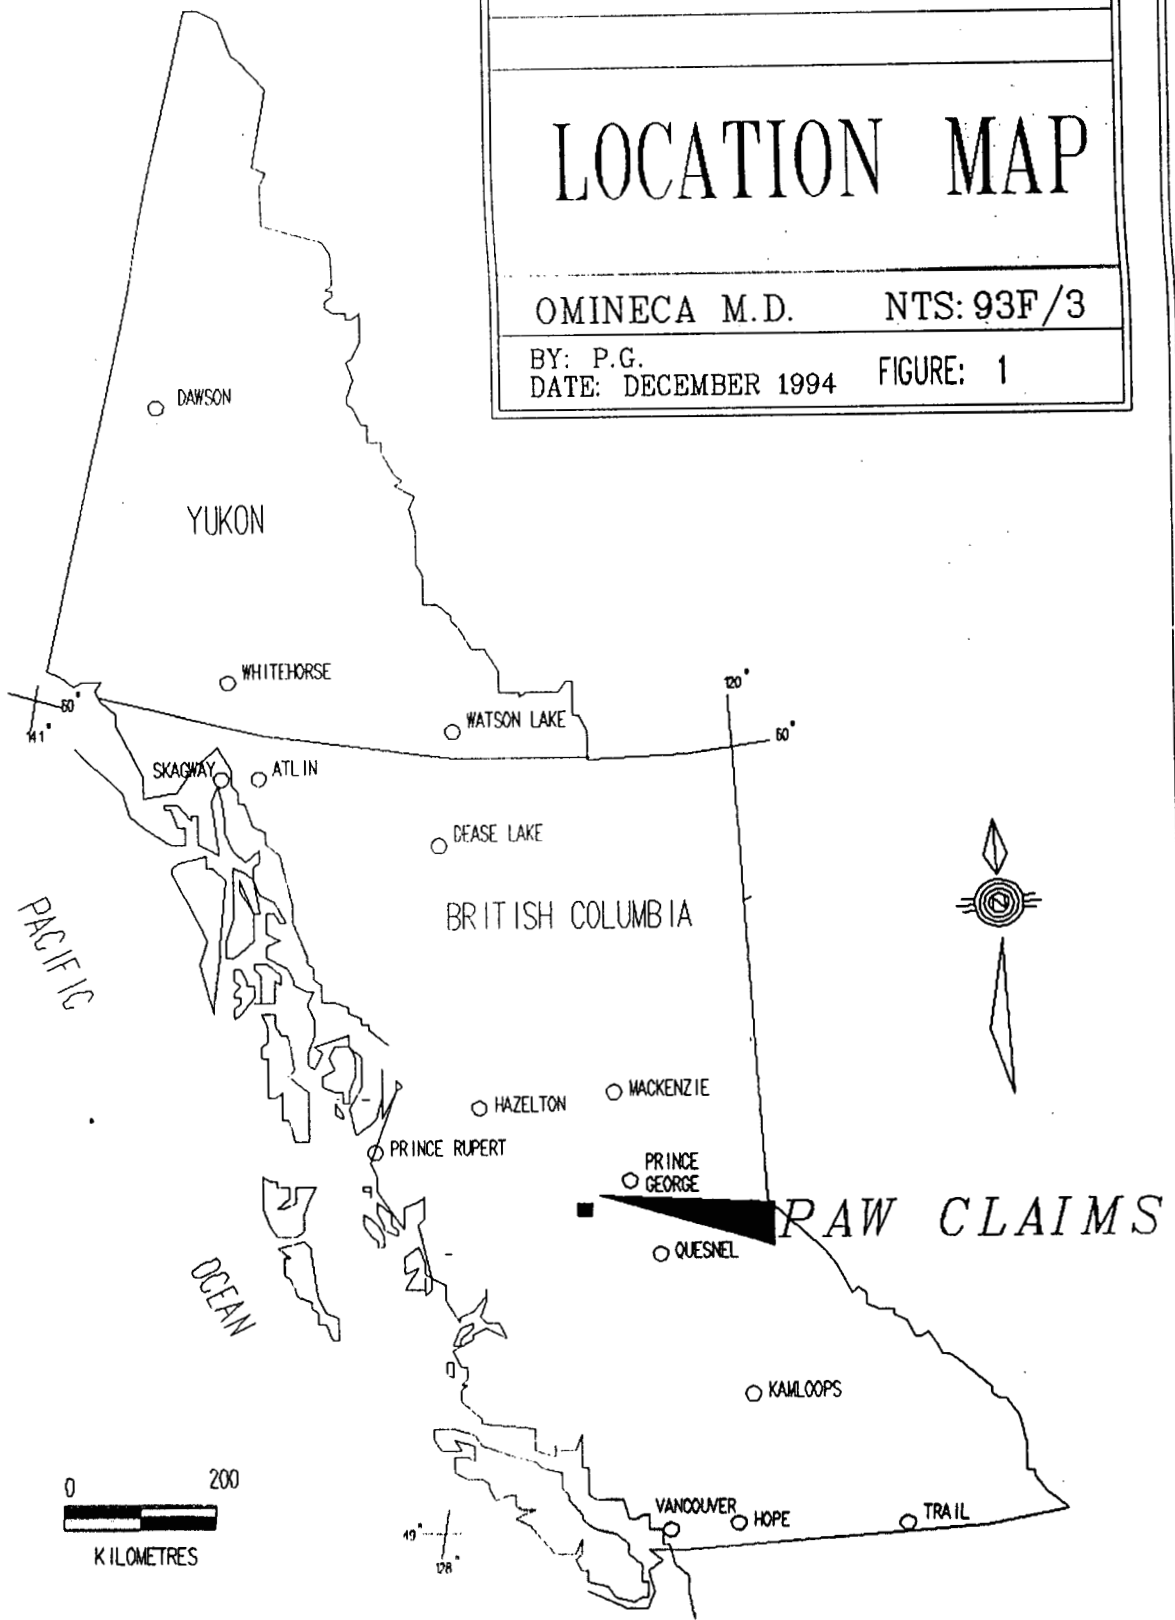 LOCATION MAP
OMINECA M.D. NTS: 93F/3
BY: P.G.
DATE: DECEMBER 1994 FIGURE: 1
DAWSON
YUKON
WHITEHORSE
60°
141°
WATSON LAKE
120°
60°
SKAGWAY
ATLIN
DEASE LAKE
BRITISH COLUMBIA
PACIFIC
N
MACKENZIE
HAZELTON
PRINCE RUPERT
PRINCE
GEORGE
PAW CLAIMS
QUESNEL
OCEAN
KAMLOOPS
0 200
KILOMETRES
VANCOUVER
HOPE
TRAIL
49°
128°